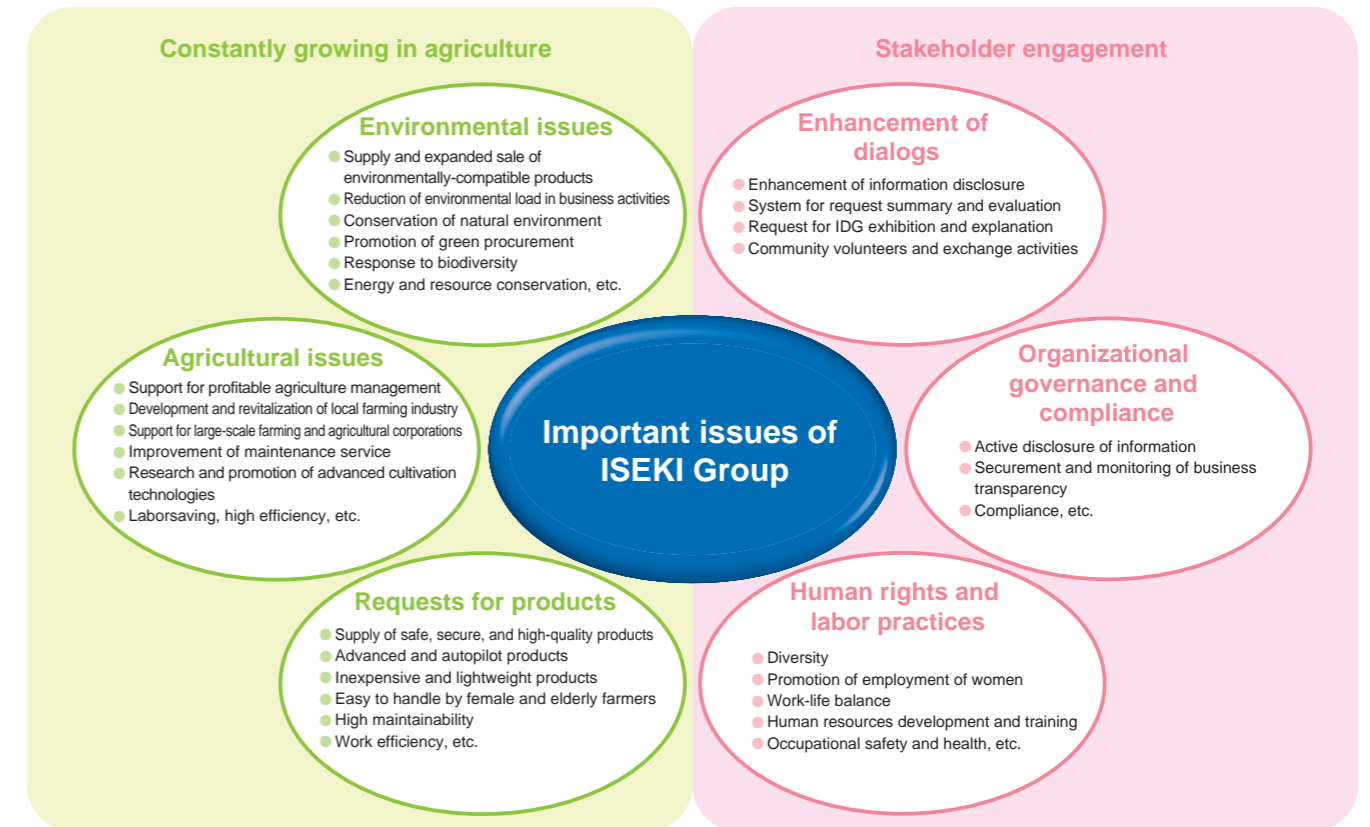 Constantly growing in agriculture
Environmental issues
Supply and expanded sale of
environmentally-compatible products
Reduction of environmental load in business activities
Conservation of natural environment
Promotion of green procurement
Response to biodiversity
Energy and resource conservation, etc.
Agricultural issues
Support for profitable agriculture management
Development and revitalization of local farming industry
Support for large-scale farming and agricultural corporations
Improvement of maintenance service
Research and promotion of advanced cultivation
technologies
Laborsaving, high efficiency, etc.
Requests for products
Supply of safe, secure, and high-quality products
Advanced and autopilot products
Inexpensive and lightweight products
Easy to handle by female and elderly farmers
High maintainability
Work efficiency, etc.
Important issues of
ISEKI Group
Stakeholder engagement
Enhancement of
dialogs
Enhancement of information disclosure
System for request summary and evaluation
Request for IDG exhibition and explanation
Community volunteers and exchange activities
Organizational
governance and
compliance
Active disclosure of information
Securement and monitoring of business
transparency
Compliance, etc.
Human rights and
labor practices
Diversity
Promotion of employment of women
Work-life balance
Human resources development and training
Occupational safety and health, etc.